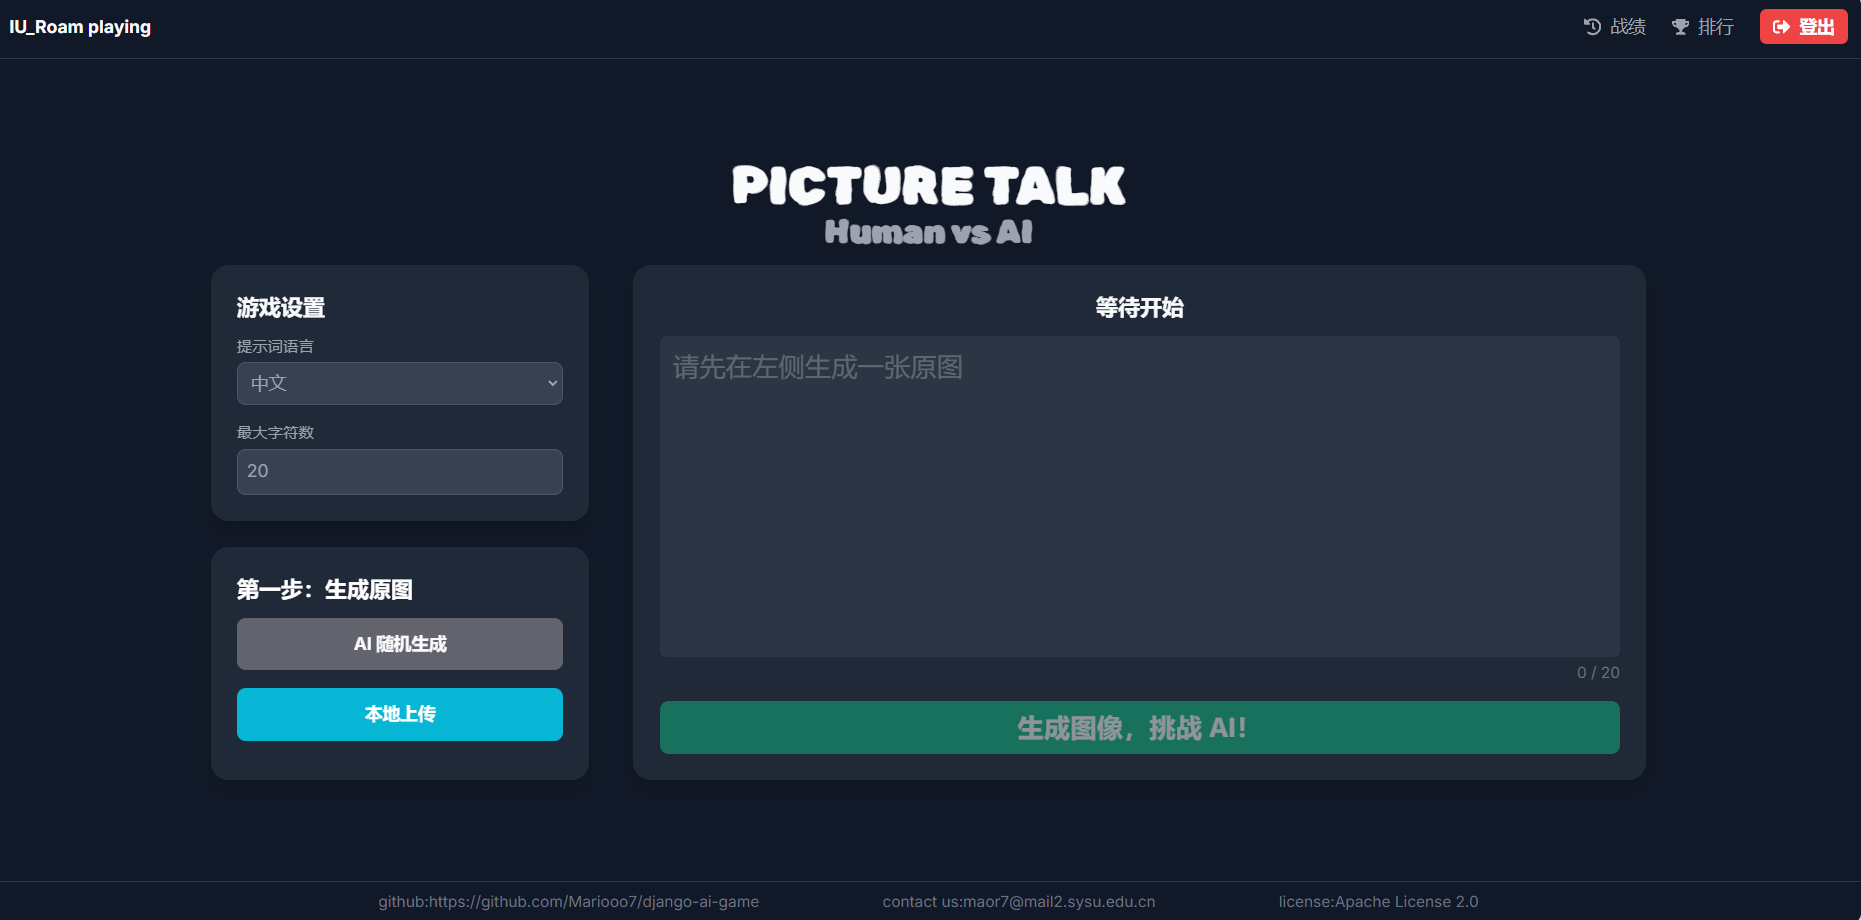 IU_Roam playing
战绩
排行
登出
PICTURE TALK
Human vs AI
游戏设置
提示词语言
中文
最大字符数
20
第一步：生成原图
AI 随机生成
本地上传
等待开始
请先在左侧生成一张原图
0 / 20
生成图像，挑战 AI！
github:https://github.com/Mariooo7/django-ai-game
contact us:maor7@mail2.sysu.edu.cn
license:Apache License 2.0